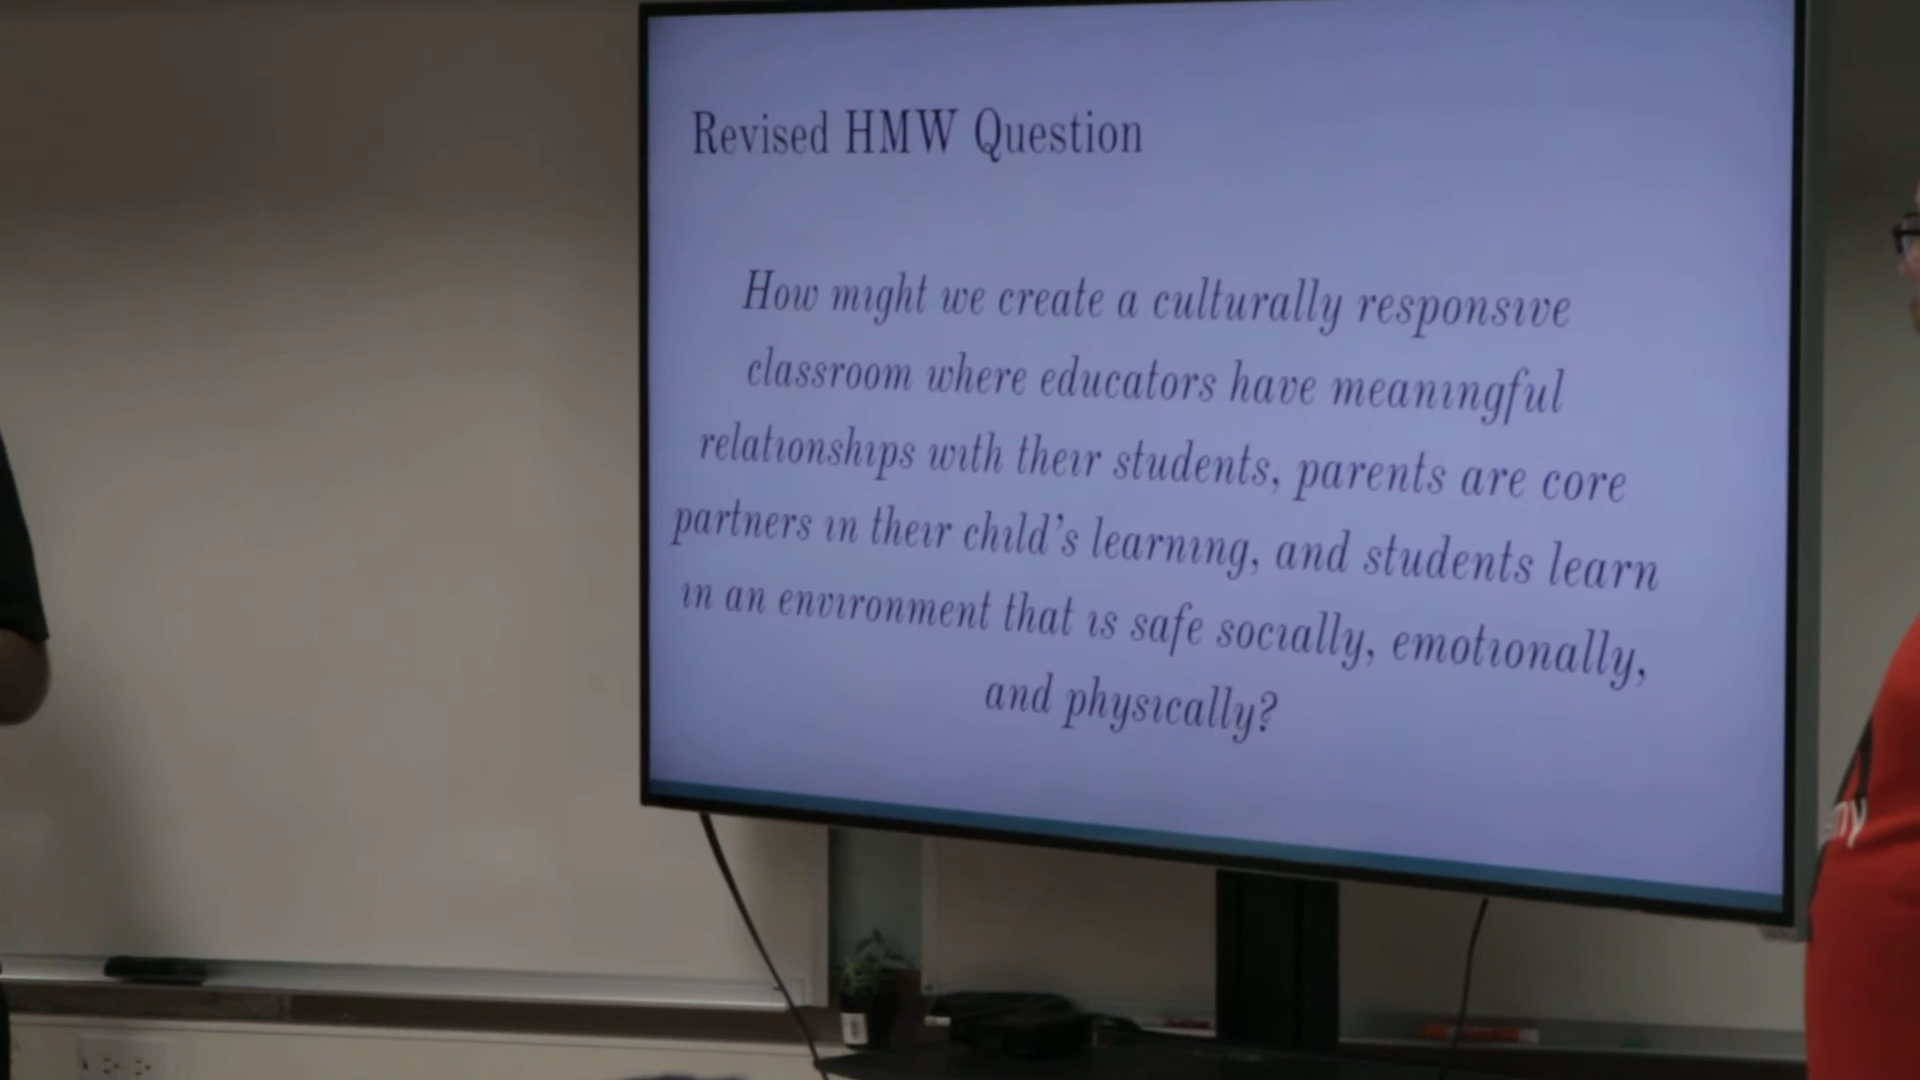 Revised HMW Question
How might we create a culturally responsive
classroom where educators have meaningful
relationships with their students, parents are core
partners in their child's learning, and students learn
in an environment that is safe socially, emotionally,
and physically?